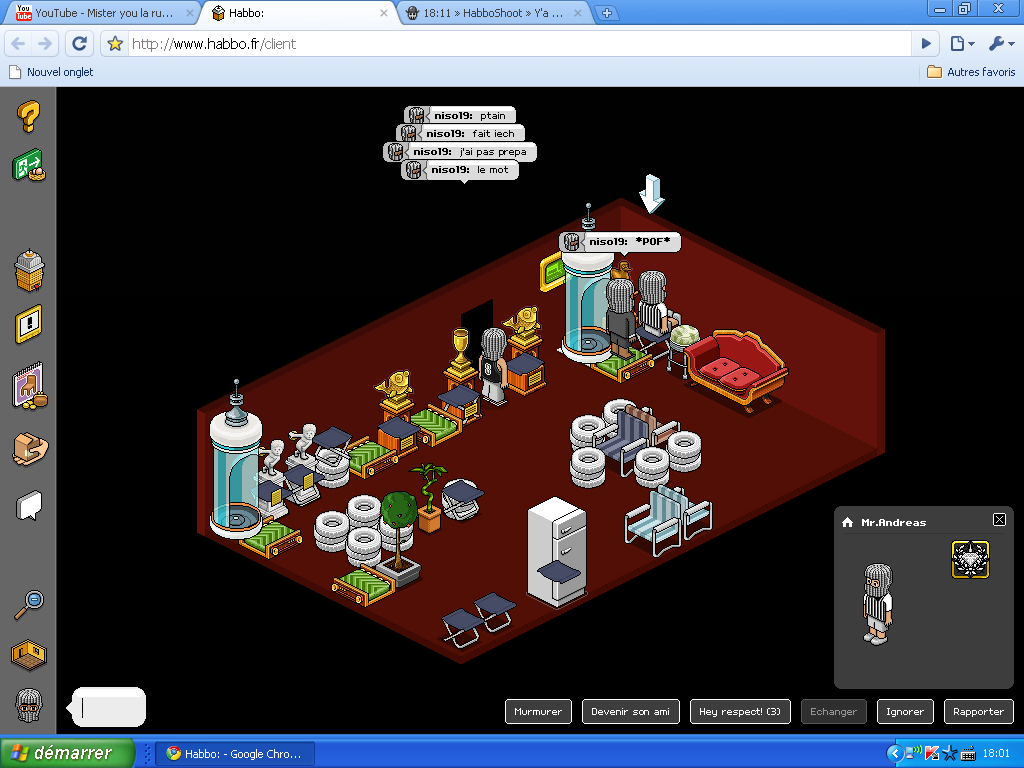 YouTube - Mister you la ru...
Habbo:
18:11 » HabboShoot » Y'a ...
http://www.habbo.fr/client
Nouvel onglet
Autres favoris
niso19: ptain
niso19: fait iech
niso19: j'ai pas prepa
niso19: le mot
niso19: *POF*
Mr.Andreas
Murmurer
Devenir son ami
Hey respect! (3)
Echanger
Ignorer
Rapporter
démarrer
Habbo: - Google Chro...
18:01